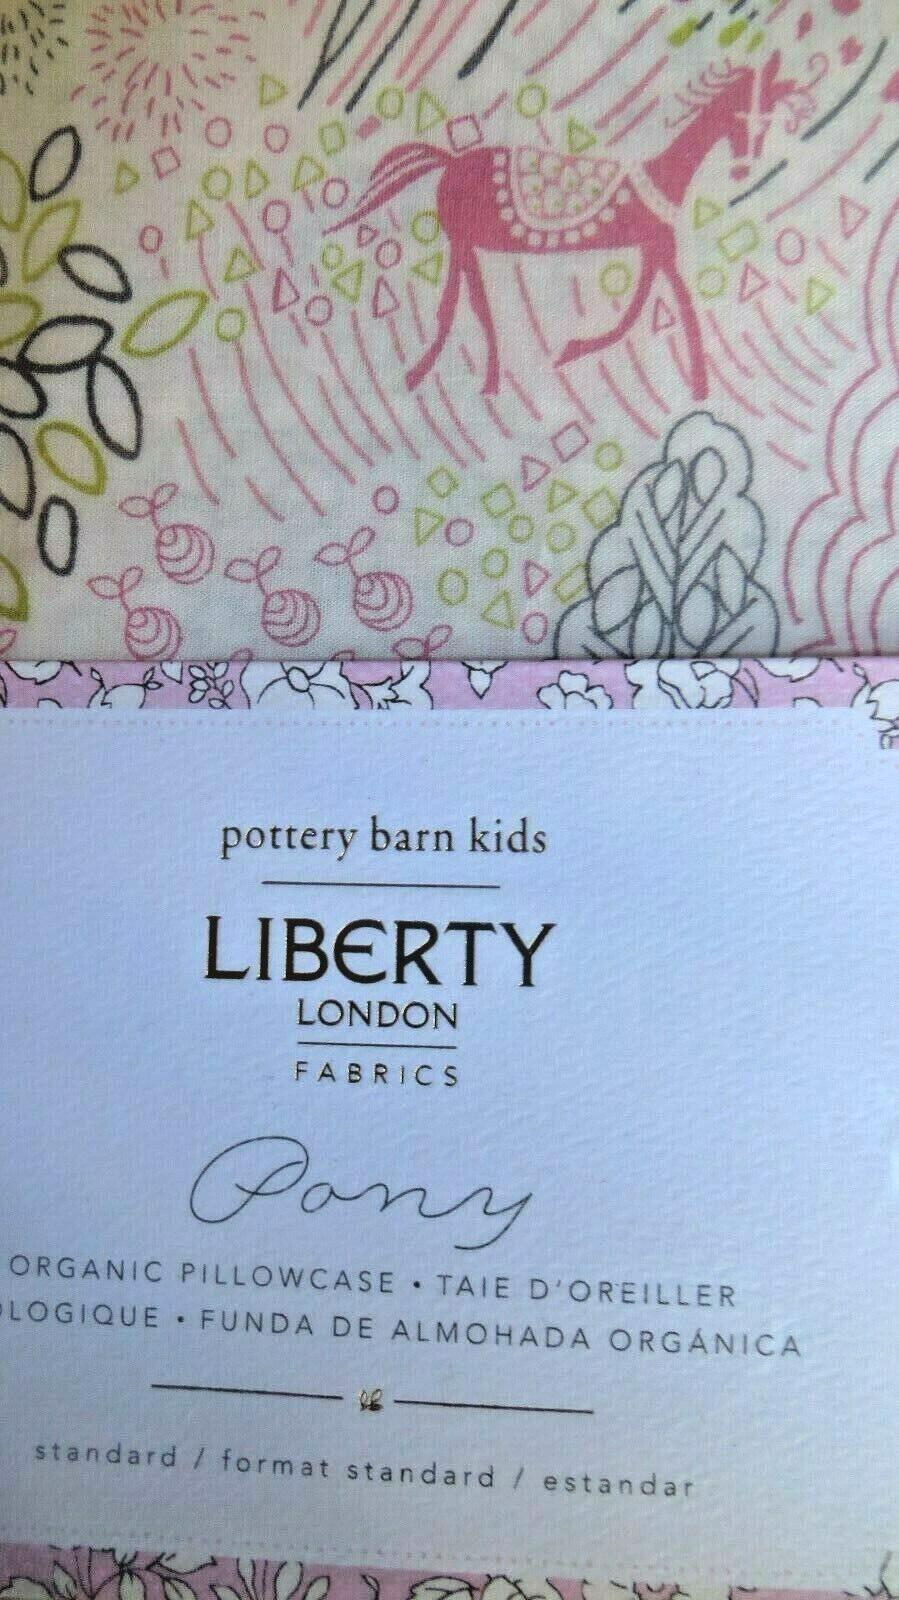 pottery barn kids
LIBERTY
LONDON
FABRICS
Pony
ORGANIC PILLOWCASE • TAIE D'OREILLER
OLOGIQUE • FUNDA DE ALMOHADA ORGÁNICA
standard / format standard / estandar